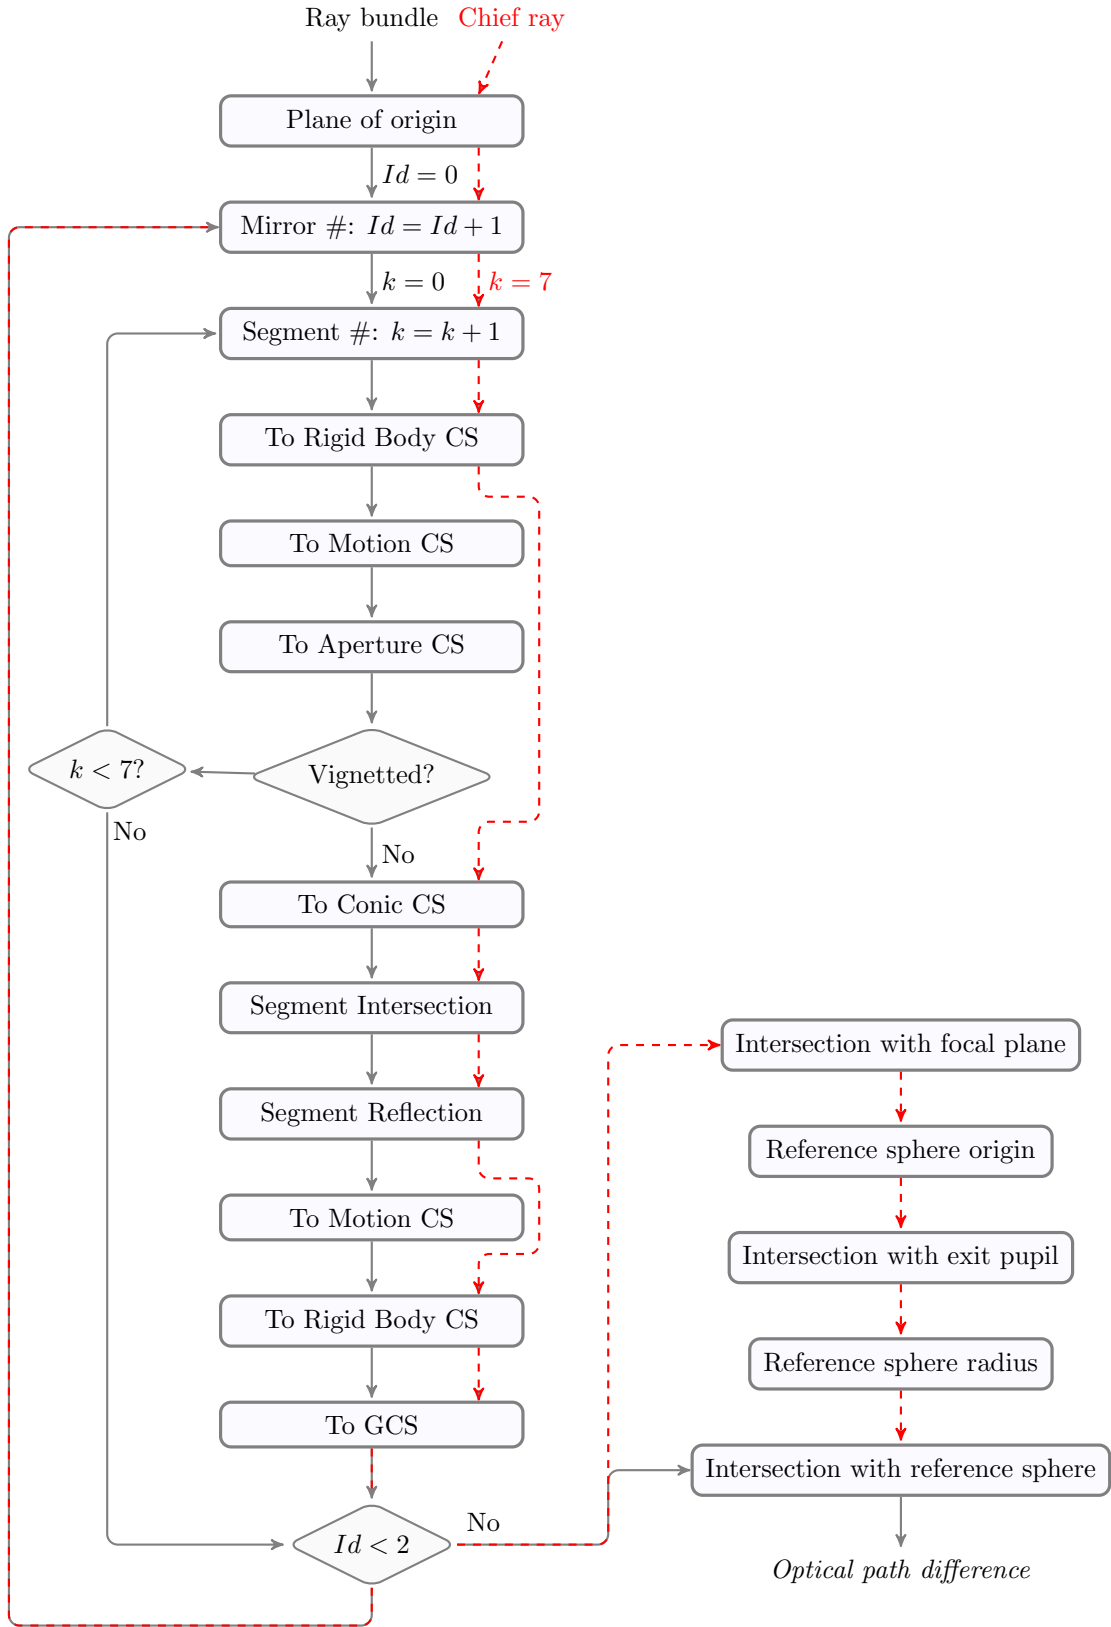 Ray bundle
Chief ray
Plane of origin
Id = 0
Mirror #: Id = Id + 1
k = 0
k = 7
Segment #: k = k + 1
To Rigid Body CS
To Motion CS
To Aperture CS
k < 7?
Vignetted?
No
No
To Conic CS
Segment Intersection
Segment Reflection
To Motion CS
To Rigid Body CS
To GCS
Id < 2
No
Intersection with focal plane
Reference sphere origin
Intersection with exit pupil
Reference sphere radius
Intersection with reference sphere
Optical path difference